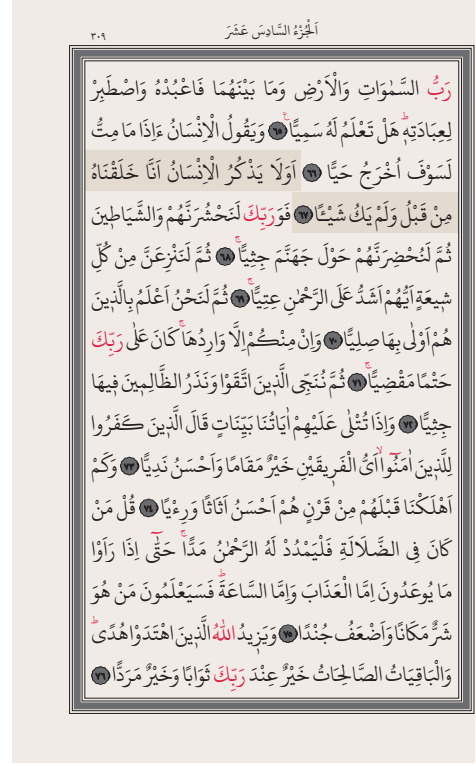 اَلْجُزْءُ السَّادِسَ عَشَرَ
٣٠٩
رَبُّ السَّمٰوَاتِ وَالْاَرْضِ وَمَا بَيْنَهُمَا فَاعْبُدْهُ وَاصْطَبِرْ
لِعِبَادَتِه۪ۜ هَلْ تَعْلَمُ لَهُ سَمِيًّاۚ ﴿٦٥﴾ وَيَقُولُ الْاِنْسَانُ ءَاِذَا مَا مِتُّ
لَسَوْفَ اُخْرَجُ حَيًّا ﴿٦٦﴾ اَوَلَا يَذْكُرُ الْاِنْسَانُ اَنَّا خَلَقْنَاهُ
مِنْ قَبْلُ وَلَمْ يَكُ شَيْـًٔا ﴿٦٧﴾ فَوَرَبِّكَ لَنَحْشُرَنَّهُمْ وَالشَّيَاط۪ينَ
ثُمَّ لَنُحْضِرَنَّهُمْ حَوْلَ جَهَنَّمَ جِثِيًّاۚ ﴿٦٨﴾ ثُمَّ لَنَنْزِعَنَّ مِنْ كُلِّ
ش۪يعَةٍ اَيُّهُمْ اَشَدُّ عَلَى الرَّحْمٰنِ عِتِيًّاۚ ﴿٦٩﴾ ثُمَّ لَنَحْنُ اَعْلَمُ بِالَّذ۪ينَ
هُمْ اَوْلٰى بِهَا صِلِيًّا ﴿٧٠﴾ وَاِنْ مِنْكُمْ اِلَّا وَارِدُهَاۚ كَانَ عَلٰى رَبِّكَ
حَتْمًا مَقْضِيًّاۚ ﴿٧١﴾ ثُمَّ نُنَجِّي الَّذ۪ينَ اتَّقَوْا وَنَذَرُ الظَّالِم۪ينَ ف۪يهَا
جِثِيًّا ﴿٧٢﴾ وَاِذَا تُتْلٰى عَلَيْهِمْ اٰيَاتُنَا بَيِّنَاتٍ قَالَ الَّذ۪ينَ كَفَرُوا
لِلَّذ۪ينَ اٰمَنُٓواۙ اَيُّ الْفَر۪يقَيْنِ خَيْرٌ مَقَامًا وَاَحْسَنُ نَدِيًّا ﴿٧٣﴾ وَكَمْ
اَهْلَكْنَا قَبْلَهُمْ مِنْ قَرْنٍ هُمْ اَحْسَنُ اَثَاثًا وَرِءْيًا ﴿٧٤﴾ قُلْ مَنْ
كَانَ فِي الضَّلَالَةِ فَلْيَمْدُدْ لَهُ الرَّحْمٰنُ مَدًّاۚ حَتّٰٓى اِذَا رَاَوْا
مَا يُوعَدُونَ اِمَّا الْعَذَابَ وَاِمَّا السَّاعَةَۜ فَسَيَعْلَمُونَ مَنْ هُوَ
شَرٌّ مَكَانًا وَاَضْعَفُ جُنْدًا ﴿٧٥﴾ وَيَز۪يدُ اللّٰهُ الَّذ۪ينَ اهْتَدَوْا هُدًىۜ
وَالْبَاقِيَاتُ الصَّالِحَاتُ خَيْرٌ عِنْدَ رَبِّكَ ثَوَابًا وَخَيْرٌ مَرَدًّا ﴿٧٦﴾